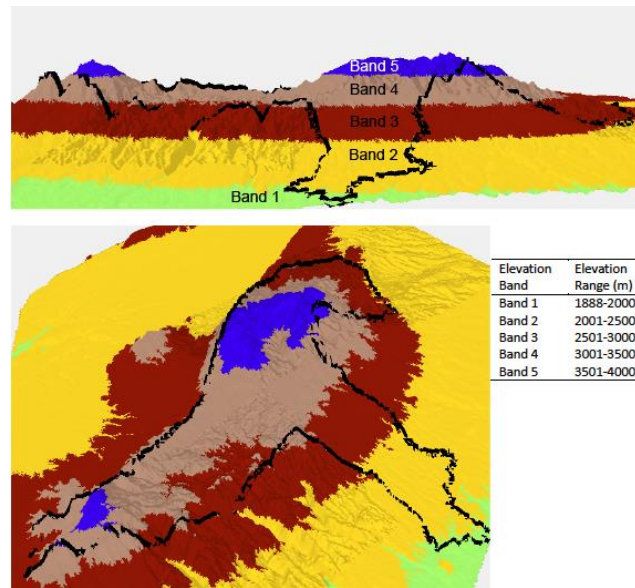 Band 5
Band 4
Band 3
Band 2
Band 1
Elevation Elevation
Band Range (m)
Band 1 1888-2000
Band 2 2001-2500
Band 3 2501-3000
Band 4 3001-3500
Band 5 3501-4000